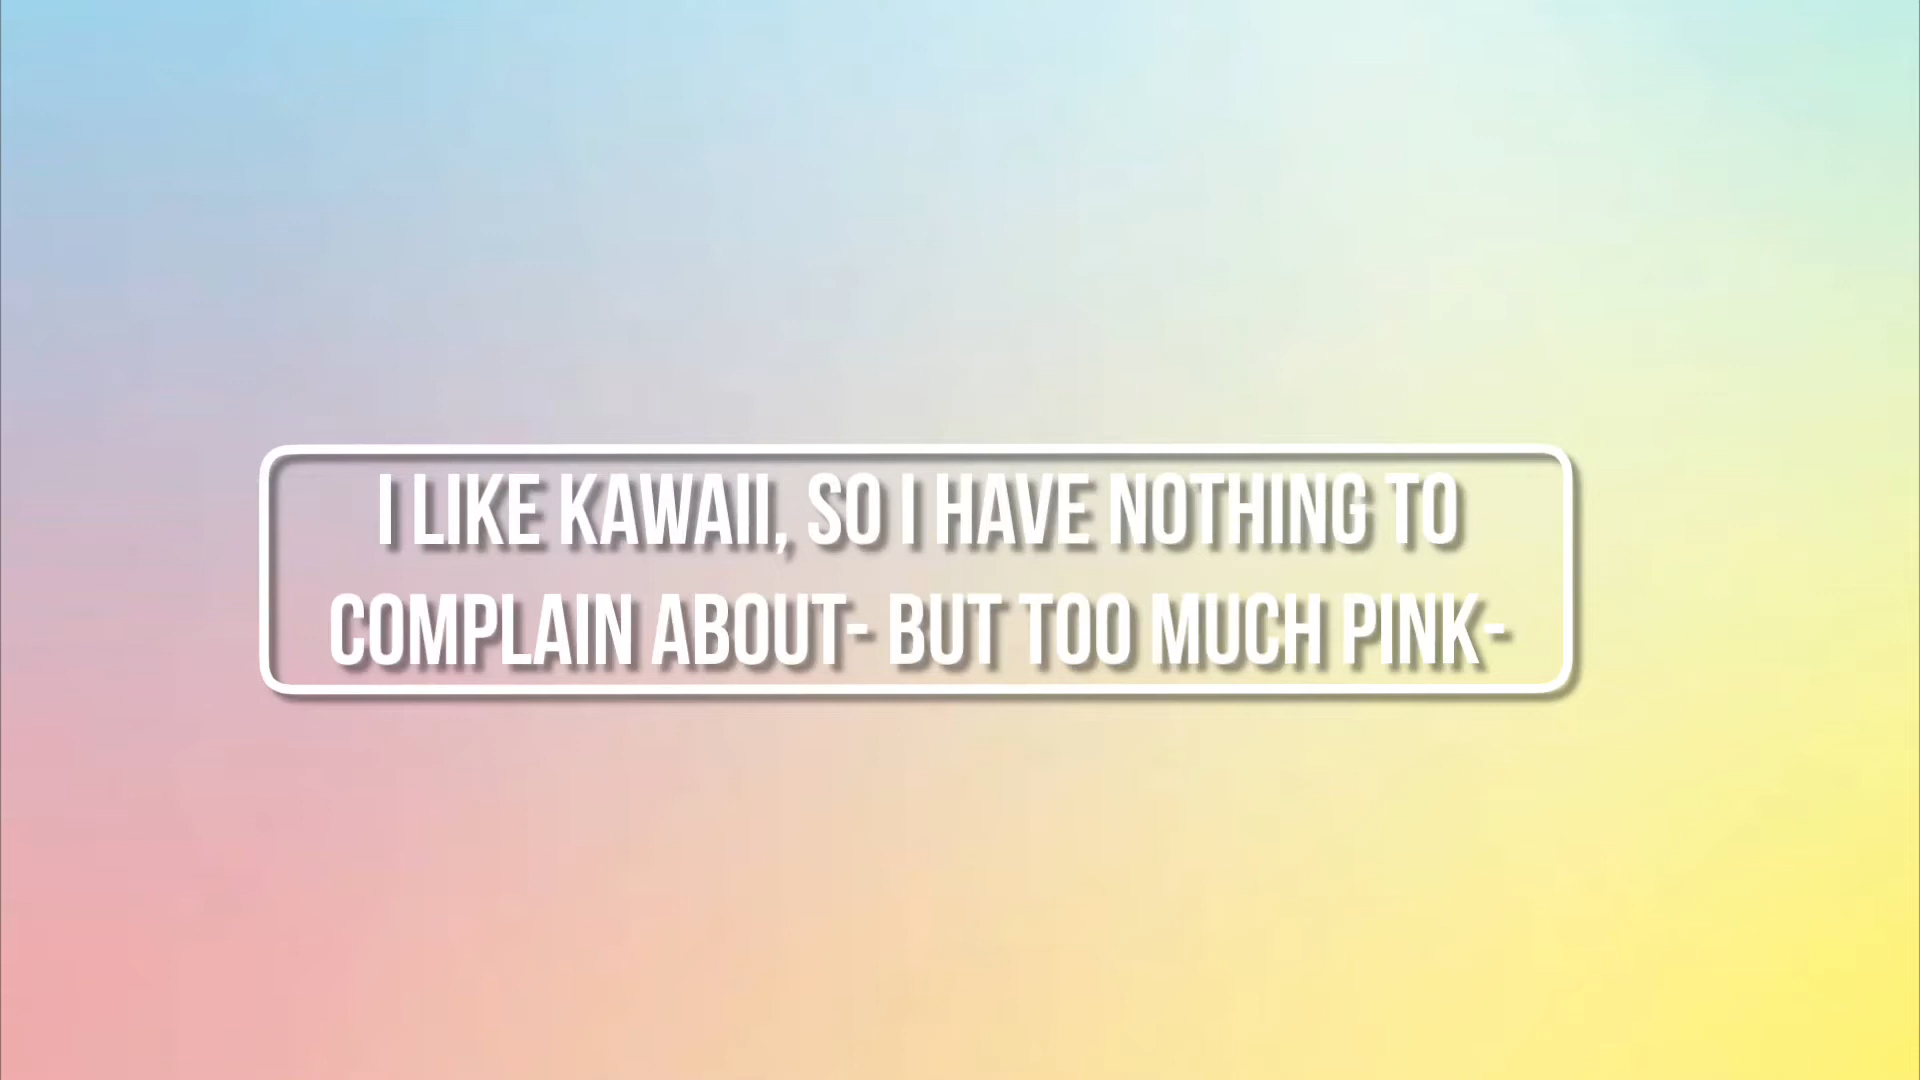 I LIKE KAWAII, SO I HAVE NOTHING TO
COMPLAIN ABOUT- BUT TOO MUCH PINK-